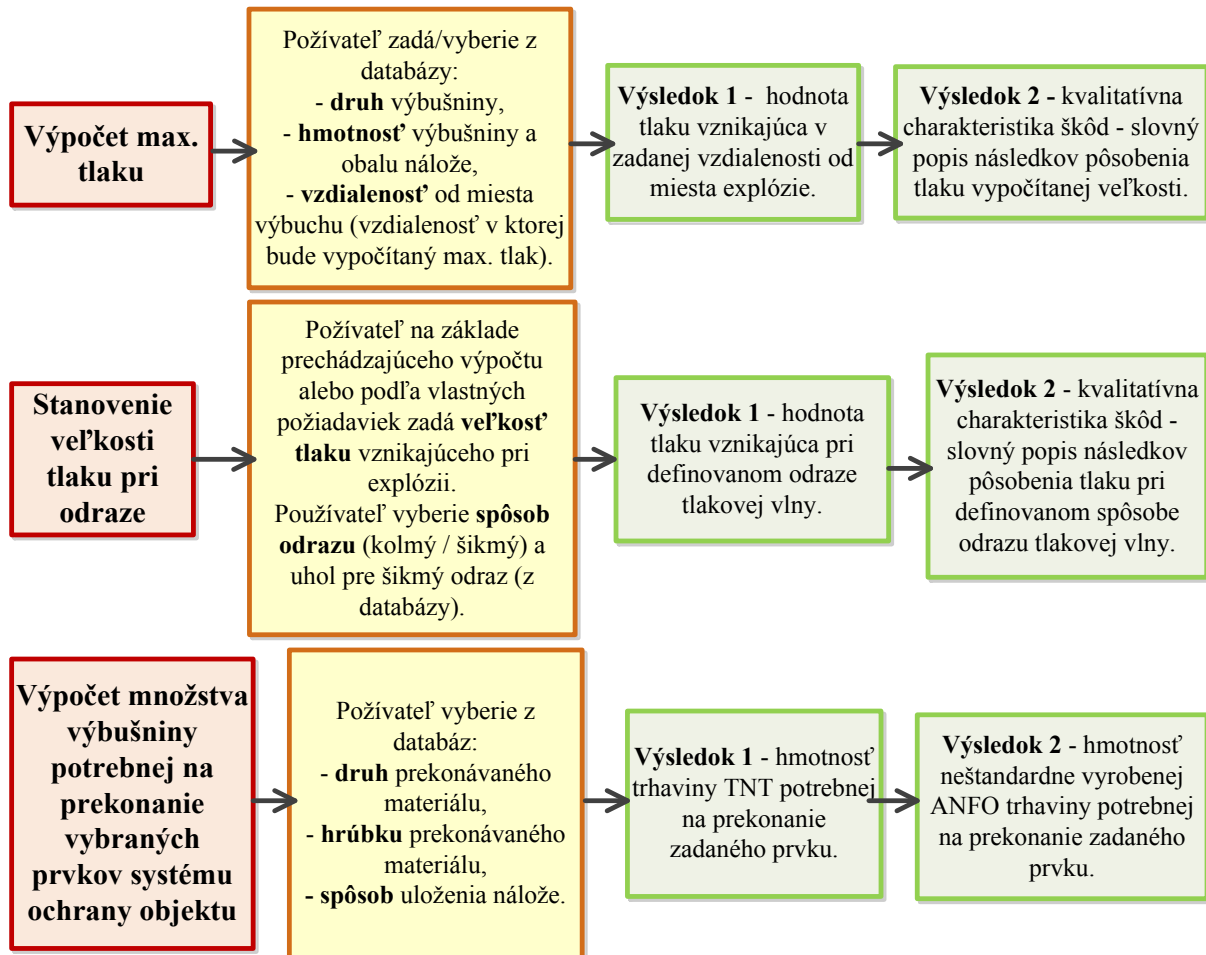 Výpočet max.
tlaku
Požívateľ zadá/vyberie z
databázy:
- druh výbušniny,
- hmotnosť výbušniny a
obalu nálože,
- vzdialenosť od miesta
výbuchu (vzdialenosť v ktorej
bude vypočítaný max. tlak).
Výsledok 1 - hodnota
tlaku vznikajúca v
zadanej vzdialenosti od
miesta explózie.
Výsledok 2 - kvalitatívna
charakteristika škôd - slovný
popis následkov pôsobenia
tlaku vypočítanej veľkosti.
Stanovenie
veľkosti
tlaku pri
odraze
Požívateľ na základe
prechádzajúceho výpočtu
alebo podľa vlastných
požiadaviek zadá veľkosť
tlaku vznikajúceho pri
explózii.
Používateľ vyberie spôsob
odrazu (kolmý / šikmý) a
uhol pre šikmý odraz (z
databázy).
Výsledok 1 - hodnota
tlaku vznikajúca pri
definovanom odraze
tlakovej vlny.
Výsledok 2 - kvalitatívna
charakteristika škôd -
slovný popis následkov
pôsobenia tlaku pri
definovanom spôsobe
odrazu tlakovej vlny.
Výpočet množstva
výbušniny
potrebnej na
prekonanie
vybraných
prvkov systému
ochrany objektu
Požívateľ vyberie z
databáz:
- druh prekonávaného
materiálu,
- hrúbku prekonávaného
materiálu,
- spôsob uloženia nálože.
Výsledok 1 - hmotnosť
trhaviny TNT potrebnej
na prekonanie
zadaného prvku.
Výsledok 2 - hmotnosť
neštandardne vyrobenej
ANFO trhaviny potrebnej
na prekonanie zadaného
prvku.